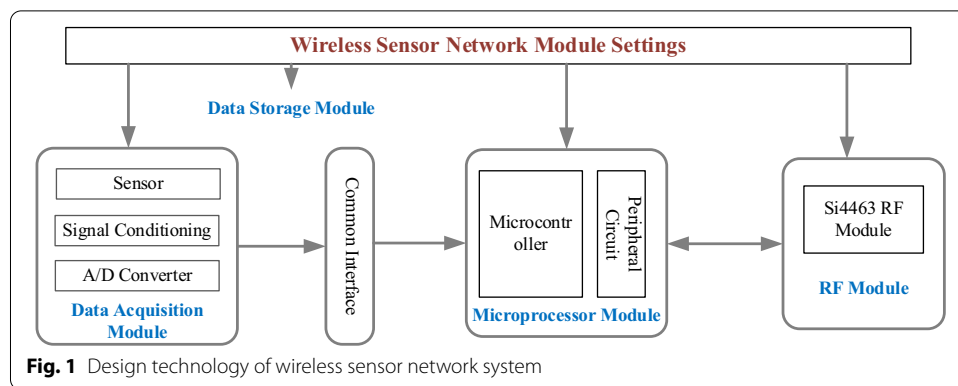 Wireless Sensor Network Module Settings
Data Storage Module
Sensor
Signal Conditioning
A/D Converter
Data Acquisition
Module
Common Interface
Microcontr
oller
Peripheral
Circuit
Microprocessor Module
Si4463 RF
Module
RF Module
Fig. 1 Design technology of wireless sensor network system